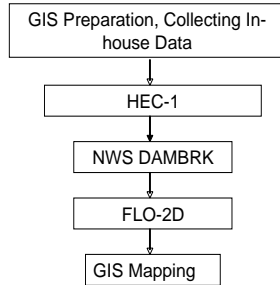 GIS Preparation, Collecting In-
house Data
HEC-1
NWS DAMBRK
FLO-2D
GIS Mapping